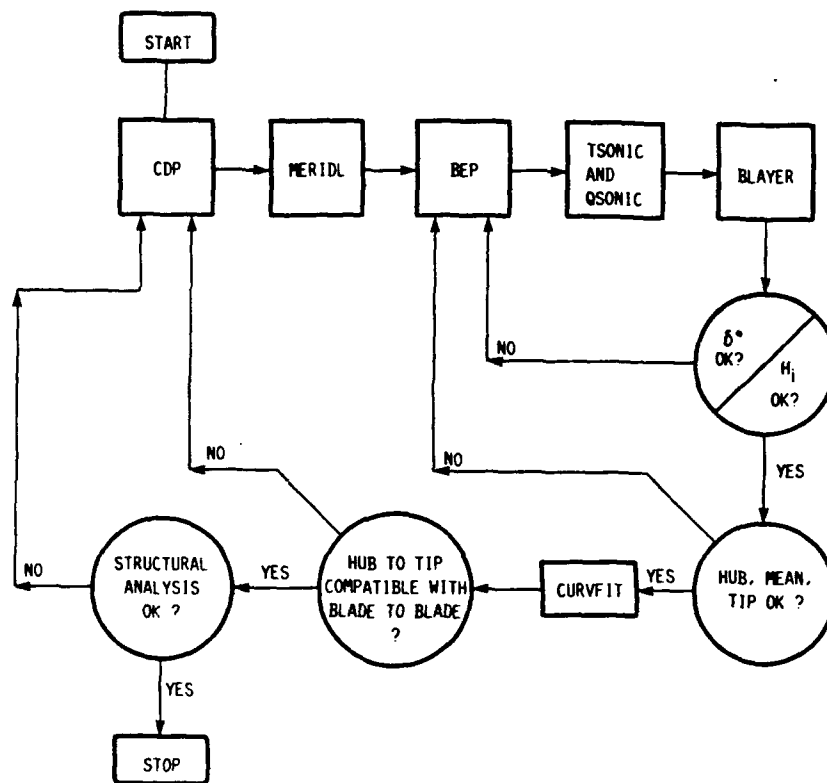 START
CDP
MERIDL
BEP
TSONIC
AND
QSONIC
BLAYER
NO
δ*
OK?
Hi
OK?
YES
NO
NO
NO
STRUCTURAL
ANALYSIS
OK ?
YES
HUB TO TIP
COMPATIBLE WITH
BLADE TO BLADE
?
CURVFIT
YES
HUB, MEAN,
TIP OK ?
YES
STOP